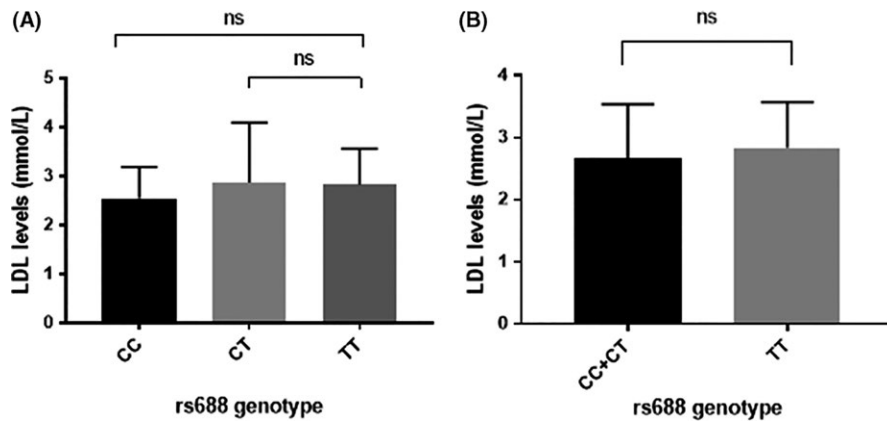 (A)
ns
ns
LDL levels (mmol/L)
5
4
3
2
1
0
CC
CT
TT
rs688 genotype
(B)
ns
LDL levels (mmol/L)
4
3
2
1
0
CC+CT
TT
rs688 genotype